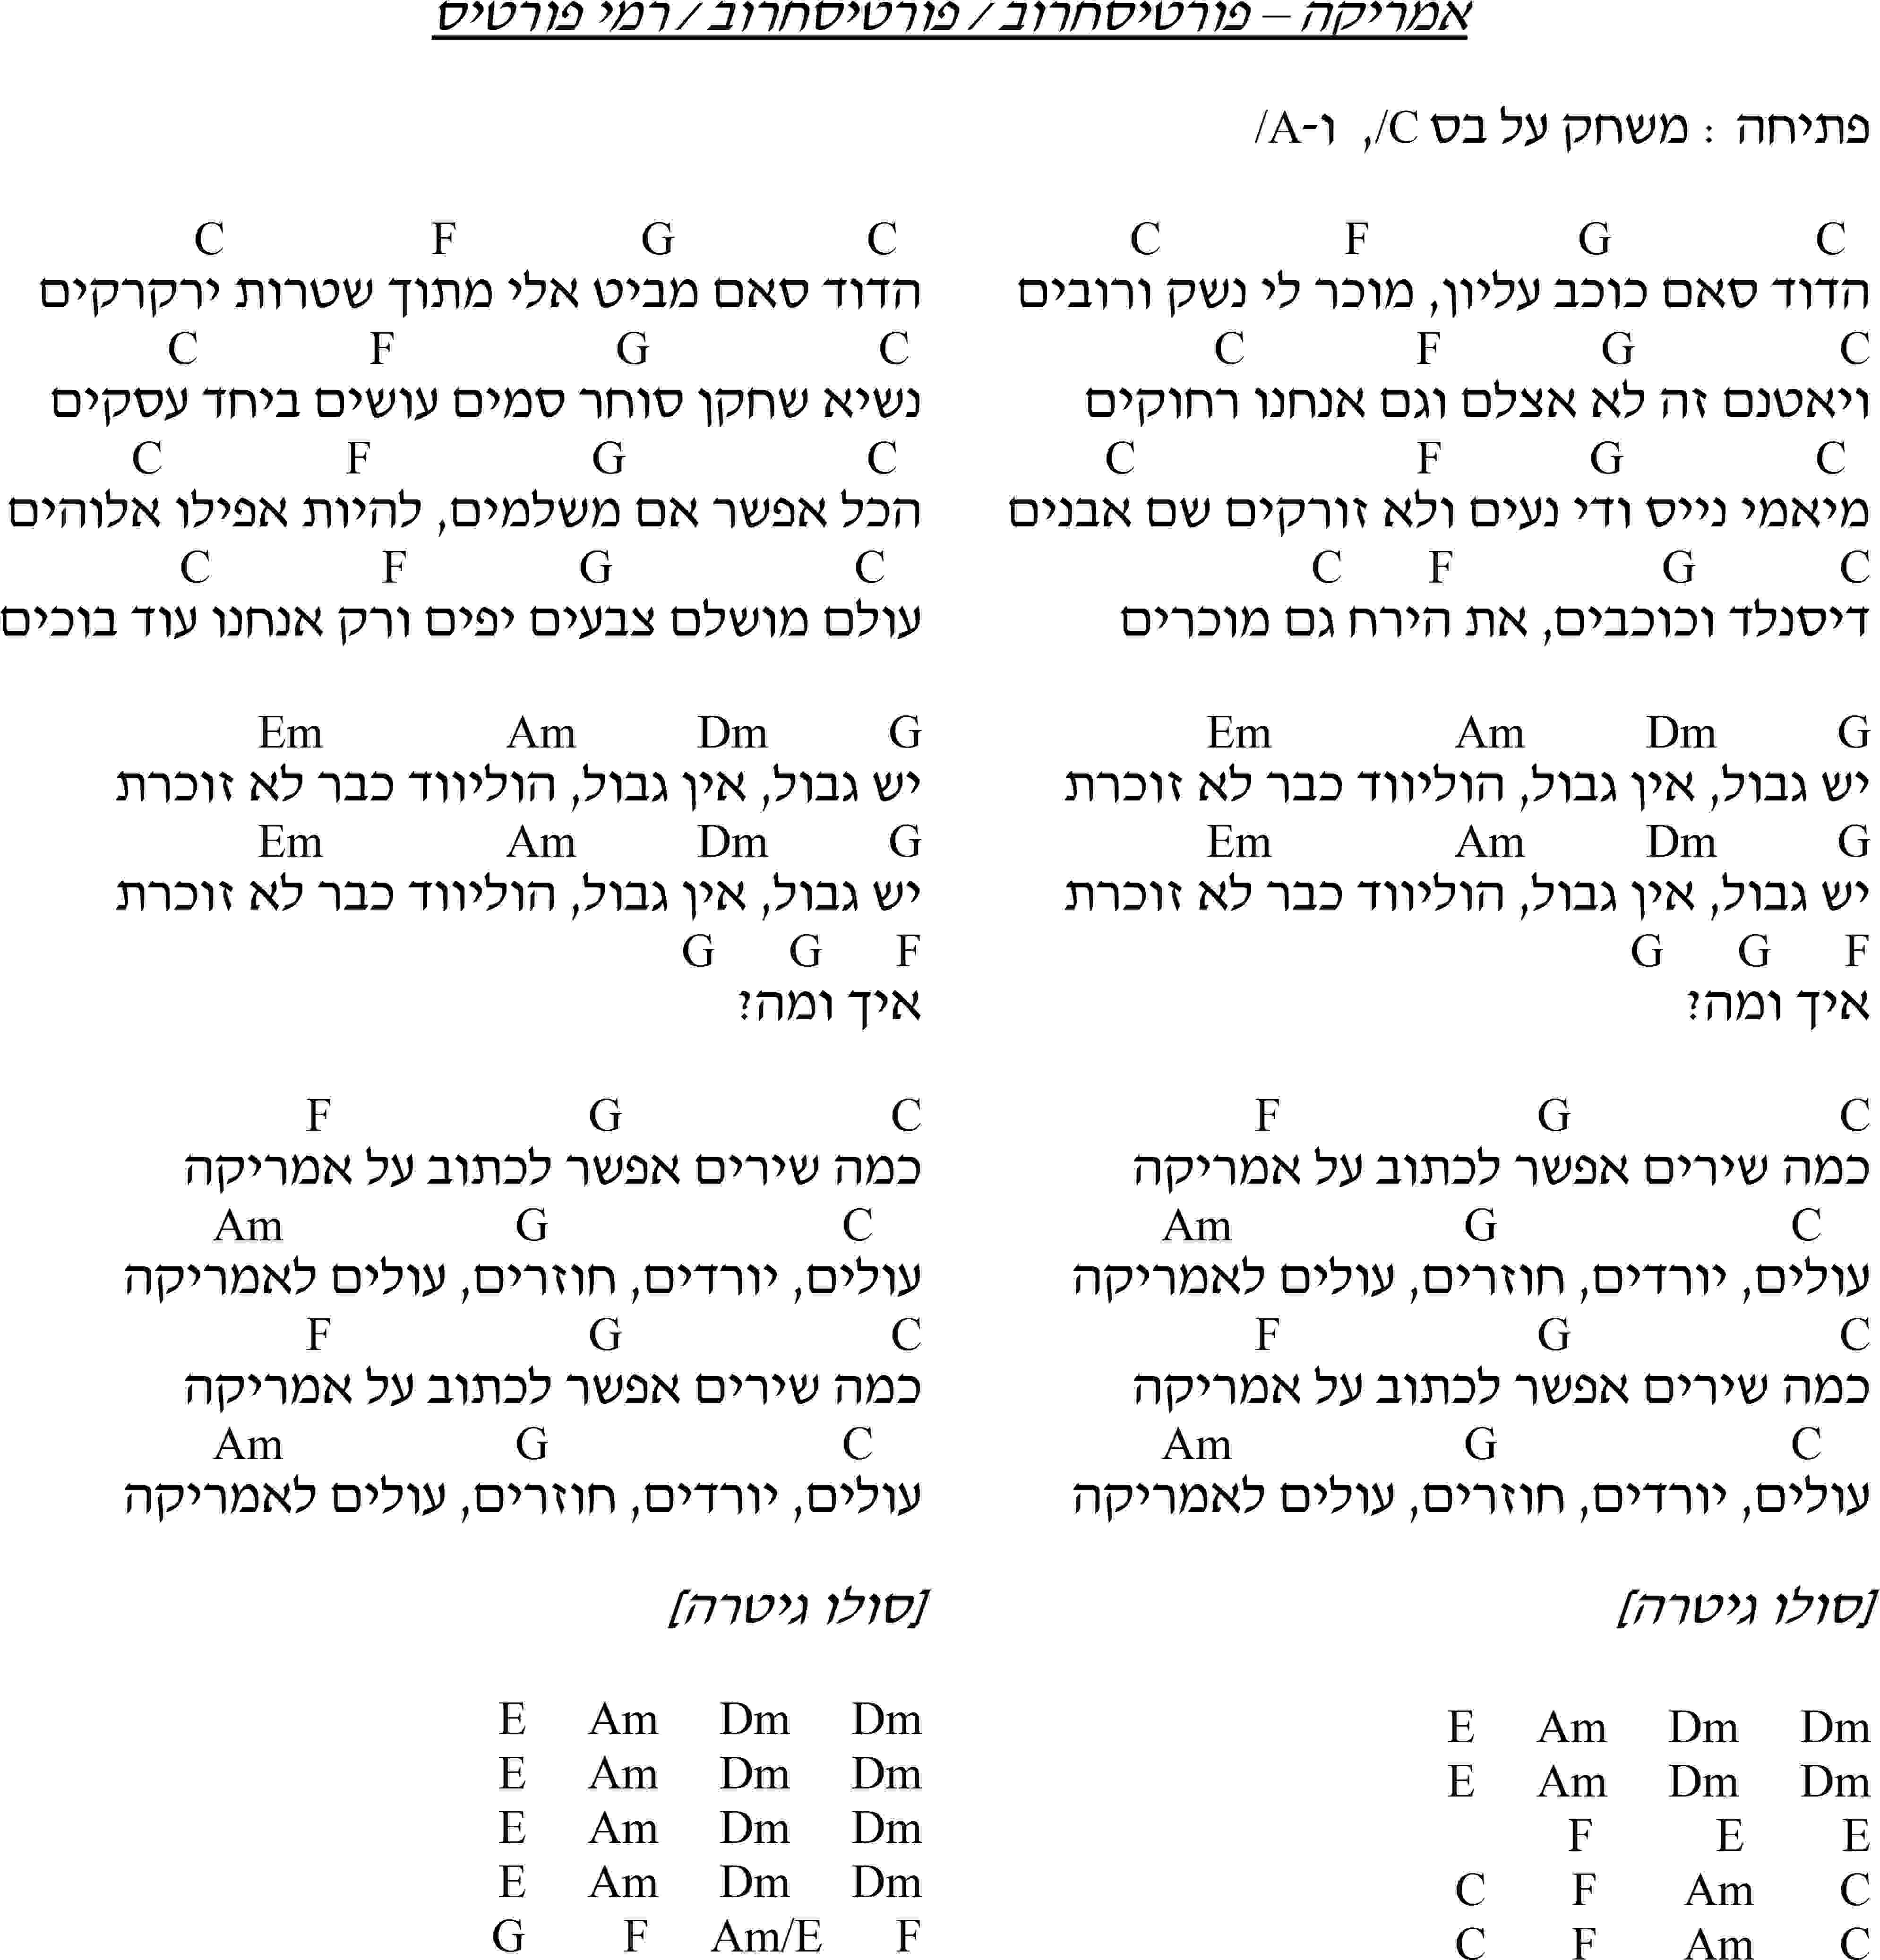 אמריקה – פורטיסחרוב / פורטיסחרוב / רמי פורטיס
פתיחה : משחק על בס C/, ו-A/
C F G C
הדוד סאם כוכב עליון, מוכר לי נשק ורובים
C F G C
ויאטנם זה לא אצלם וגם אנחנו רחוקים
C F G C
מיאמי נייס ודי נעים ולא זורקים שם אבנים
C F G C
דיסנלד וכוכבים, את הירח גם מוכרים
Em Am Dm G
יש גבול, אין גבול, הוליווד כבר לא זוכרת
Em Am Dm G
יש גבול, אין גבול, הוליווד כבר לא זוכרת
G G F
איך ומה?
F G C
כמה שירים אפשר לכתוב על אמריקה
Am G C
עולים, יורדים, חוזרים, עולים לאמריקה
F G C
כמה שירים אפשר לכתוב על אמריקה
Am G C
עולים, יורדים, חוזרים, עולים לאמריקה
[סולו גיטרה]
E Am Dm Dm
E Am Dm Dm
F E E
C F Am C
C F Am C
C F G C
הדוד סאם מביט אלי מתוך שטרות ירקרקים
C F G C
נשיא שחקן סוחר סמים עושים ביחד עסקים
C F G C
הכל אפשר אם משלמים, להיות אפילו אלוהים
C F G C
עולם מושלם צבעים יפים ורק אנחנו עוד בוכים
Em Am Dm G
יש גבול, אין גבול, הוליווד כבר לא זוכרת
Em Am Dm G
יש גבול, אין גבול, הוליווד כבר לא זוכרת
G G F
איך ומה?
F G C
כמה שירים אפשר לכתוב על אמריקה
Am G C
עולים, יורדים, חוזרים, עולים לאמריקה
F G C
כמה שירים אפשר לכתוב על אמריקה
Am G C
עולים, יורדים, חוזרים, עולים לאמריקה
[סולו גיטרה]
E Am Dm Dm
E Am Dm Dm
E Am Dm Dm
E Am Dm Dm
G F Am/E F